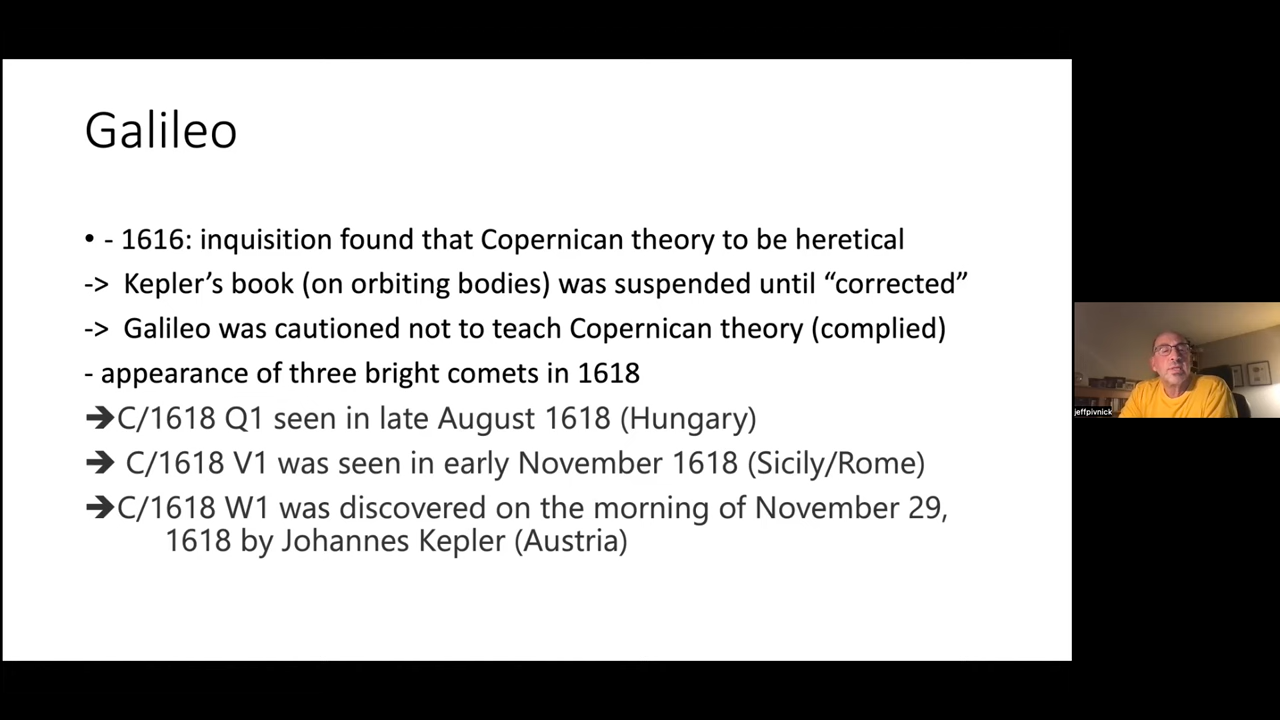 Galileo
• - 1616: inquisition found that Copernican theory to be heretical
-> Kepler’s book (on orbiting bodies) was suspended until “corrected”
-> Galileo was cautioned not to teach Copernican theory (complied)
- appearance of three bright comets in 1618
➔C/1618 Q1 seen in late August 1618 (Hungary)
➔ C/1618 V1 was seen in early November 1618 (Sicily/Rome)
➔C/1618 W1 was discovered on the morning of November 29,
1618 by Johannes Kepler (Austria)
jeffpivnick